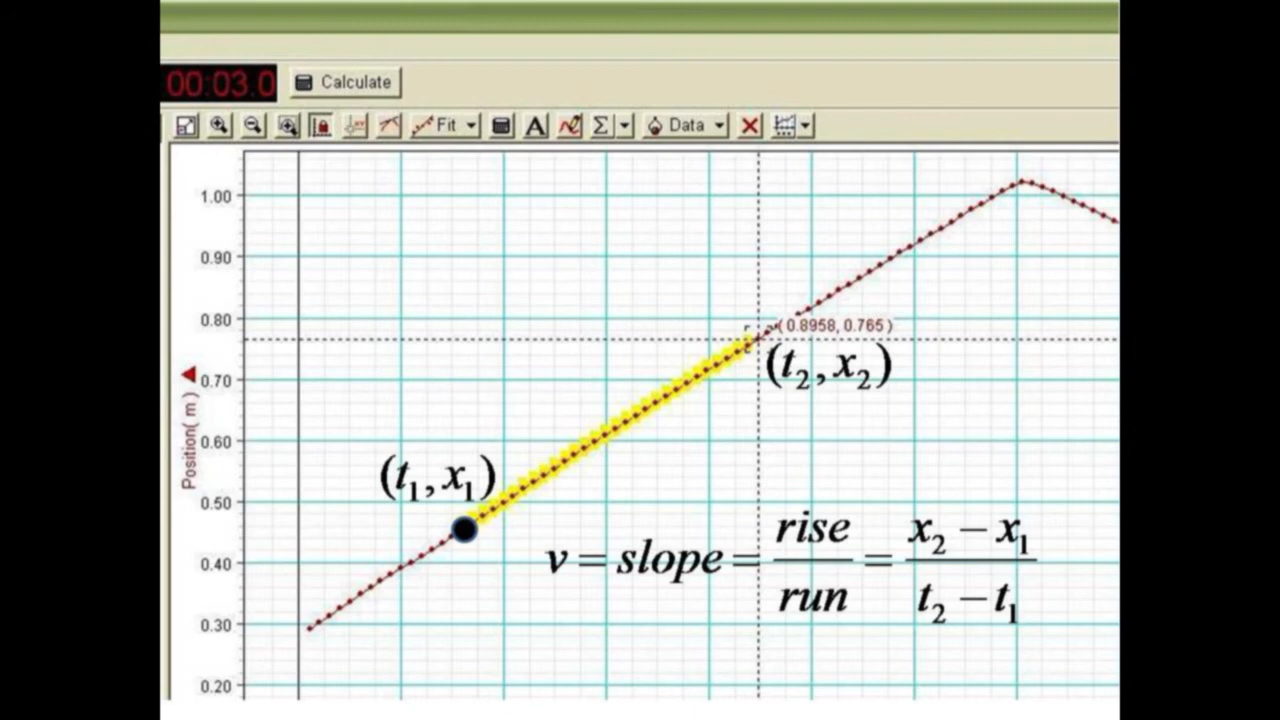 00:03.0 Calculate
Fit A Σ Data
1.00
0.90
0.80
(0.8958, 0.765)
(t₂, x₂)
0.70
Position( m )
0.60
(t₁, x₁)
0.50
v = slope = rise/run = (x₂ − x₁)/(t₂ − t₁)
0.40
0.30
0.20